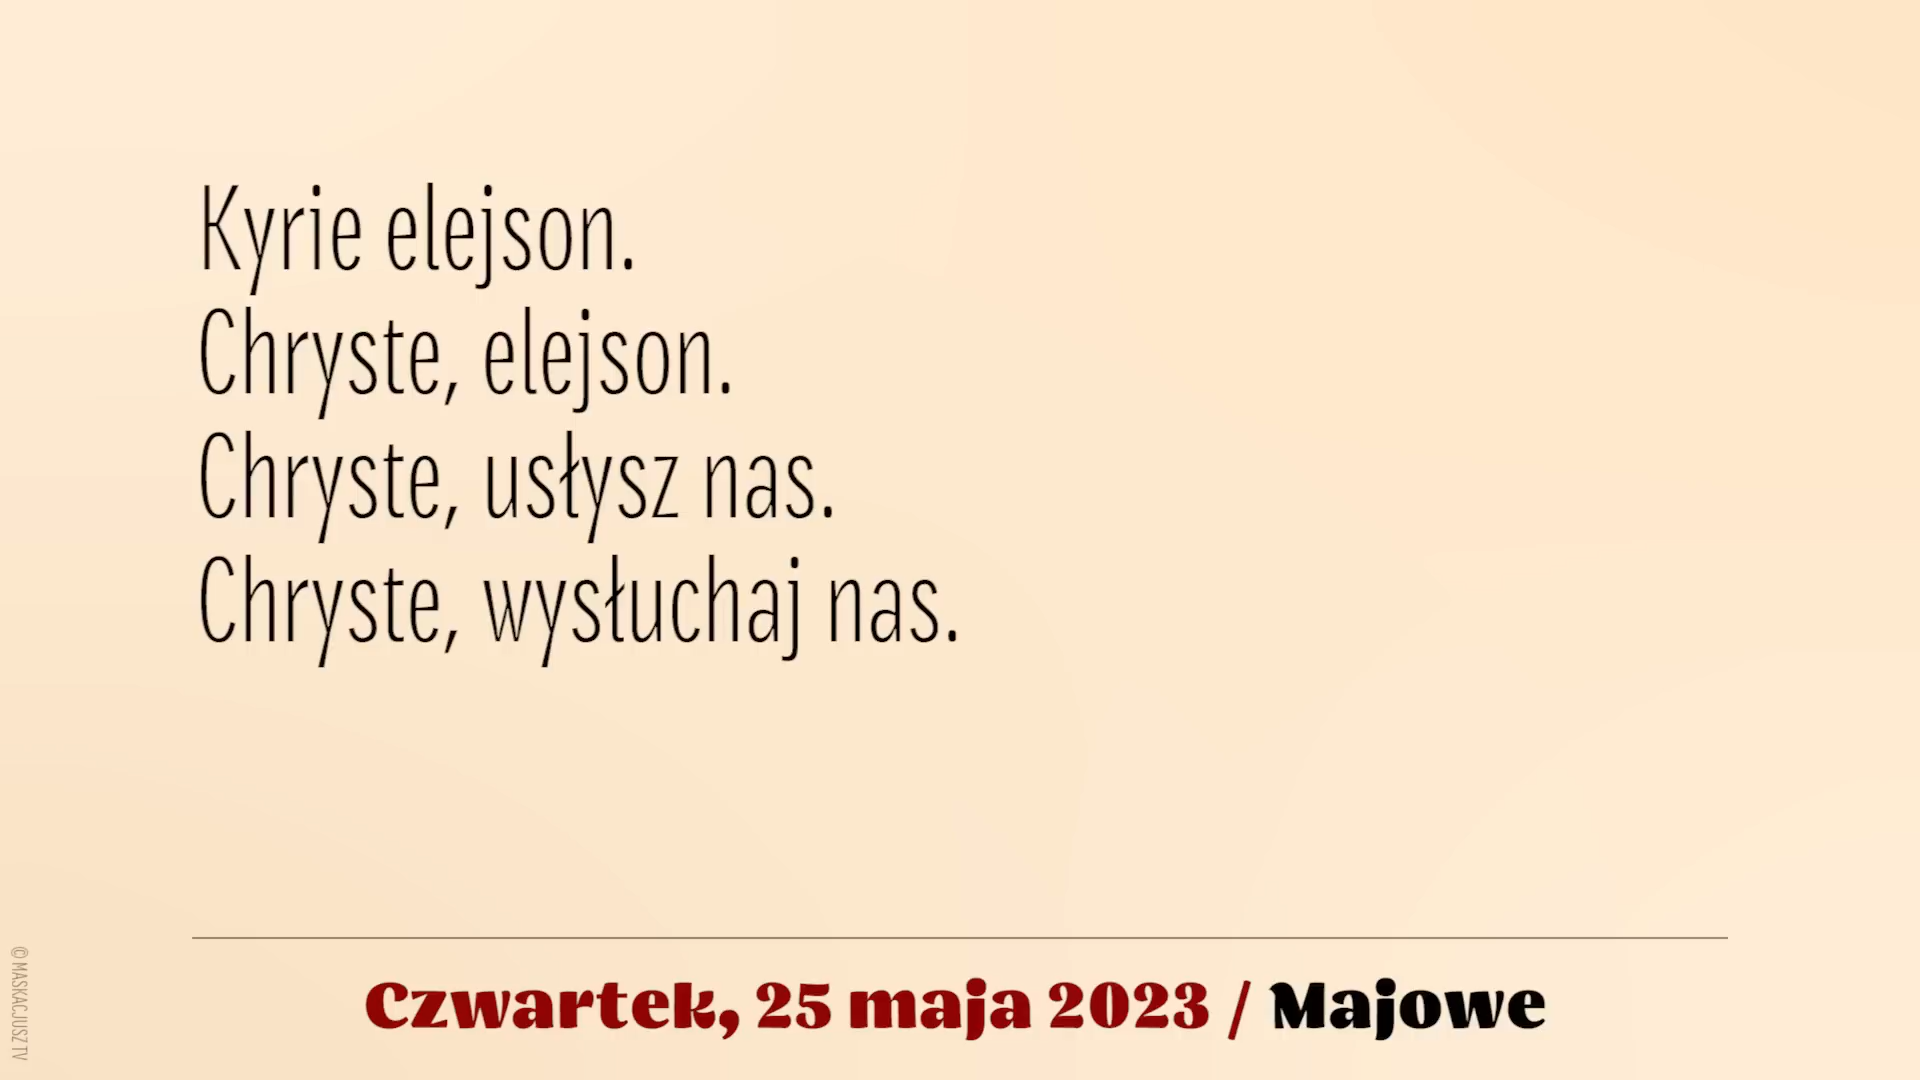 Kyrie elejson.
Chryste, elejson.
Chryste, usłysz nas.
Chryste, wysłuchaj nas.
Czwartek, 25 maja 2023 / Majowe
© MASKACJUSZ TV